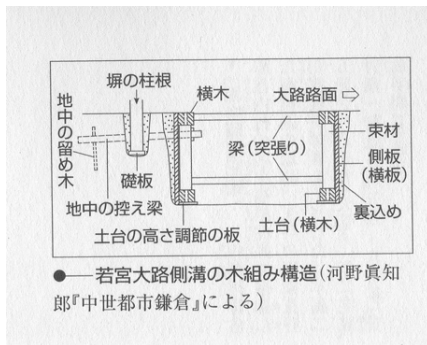 塀の柱根
横木
大路路面
地中の留め木
梁(突張り)
束材
側板
(横板)
礎板
地中の控え梁
土台(横木)
裏込め
土台の高さ調節の板
●──若宮大路側溝の木組み構造(河野眞知
郎『中世都市鎌倉』による)